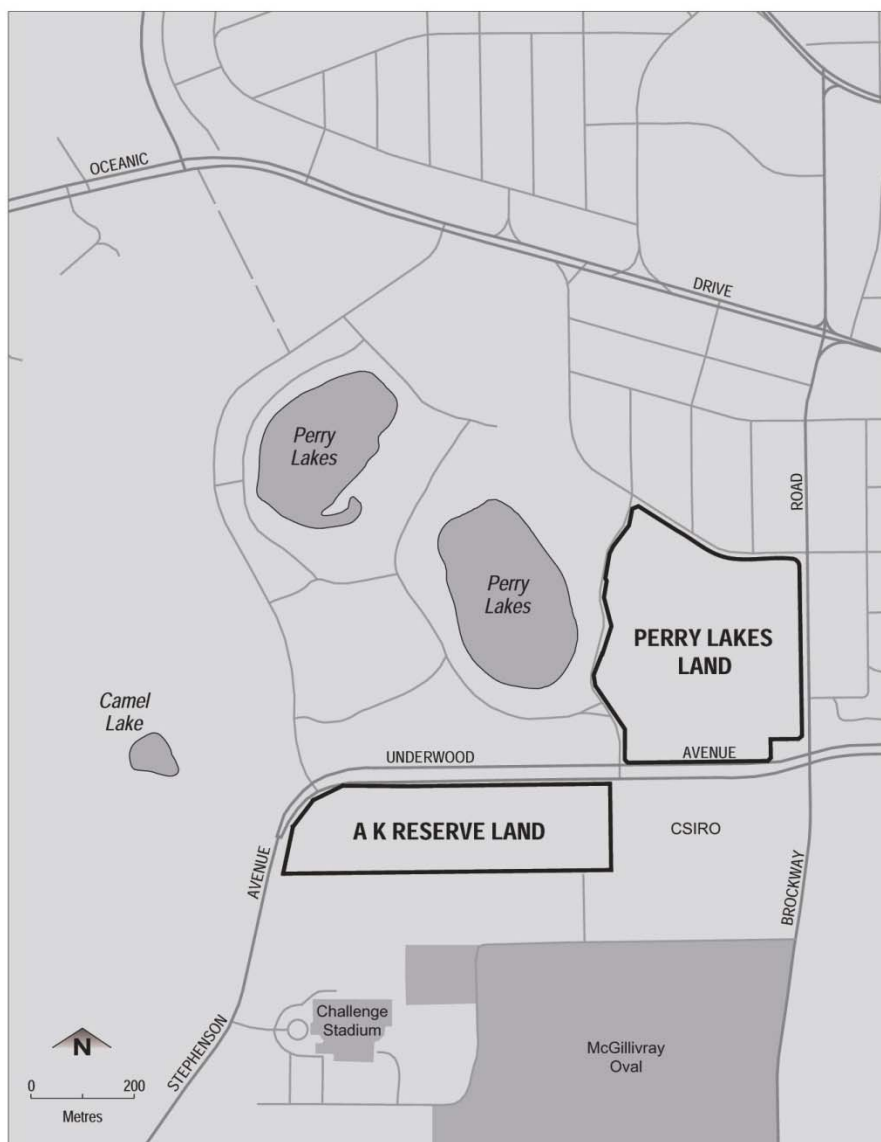 OCEANIC
DRIVE
Perry
Lakes
ROAD
Perry
Lakes
PERRY LAKES
LAND
Camel
Lake
UNDERWOOD
AVENUE
A K RESERVE LAND
CSIRO
AVENUE
BROCKWAY
Challenge
Stadium
STEPHENSON
McGillivray
Oval
N
0 200
Metres